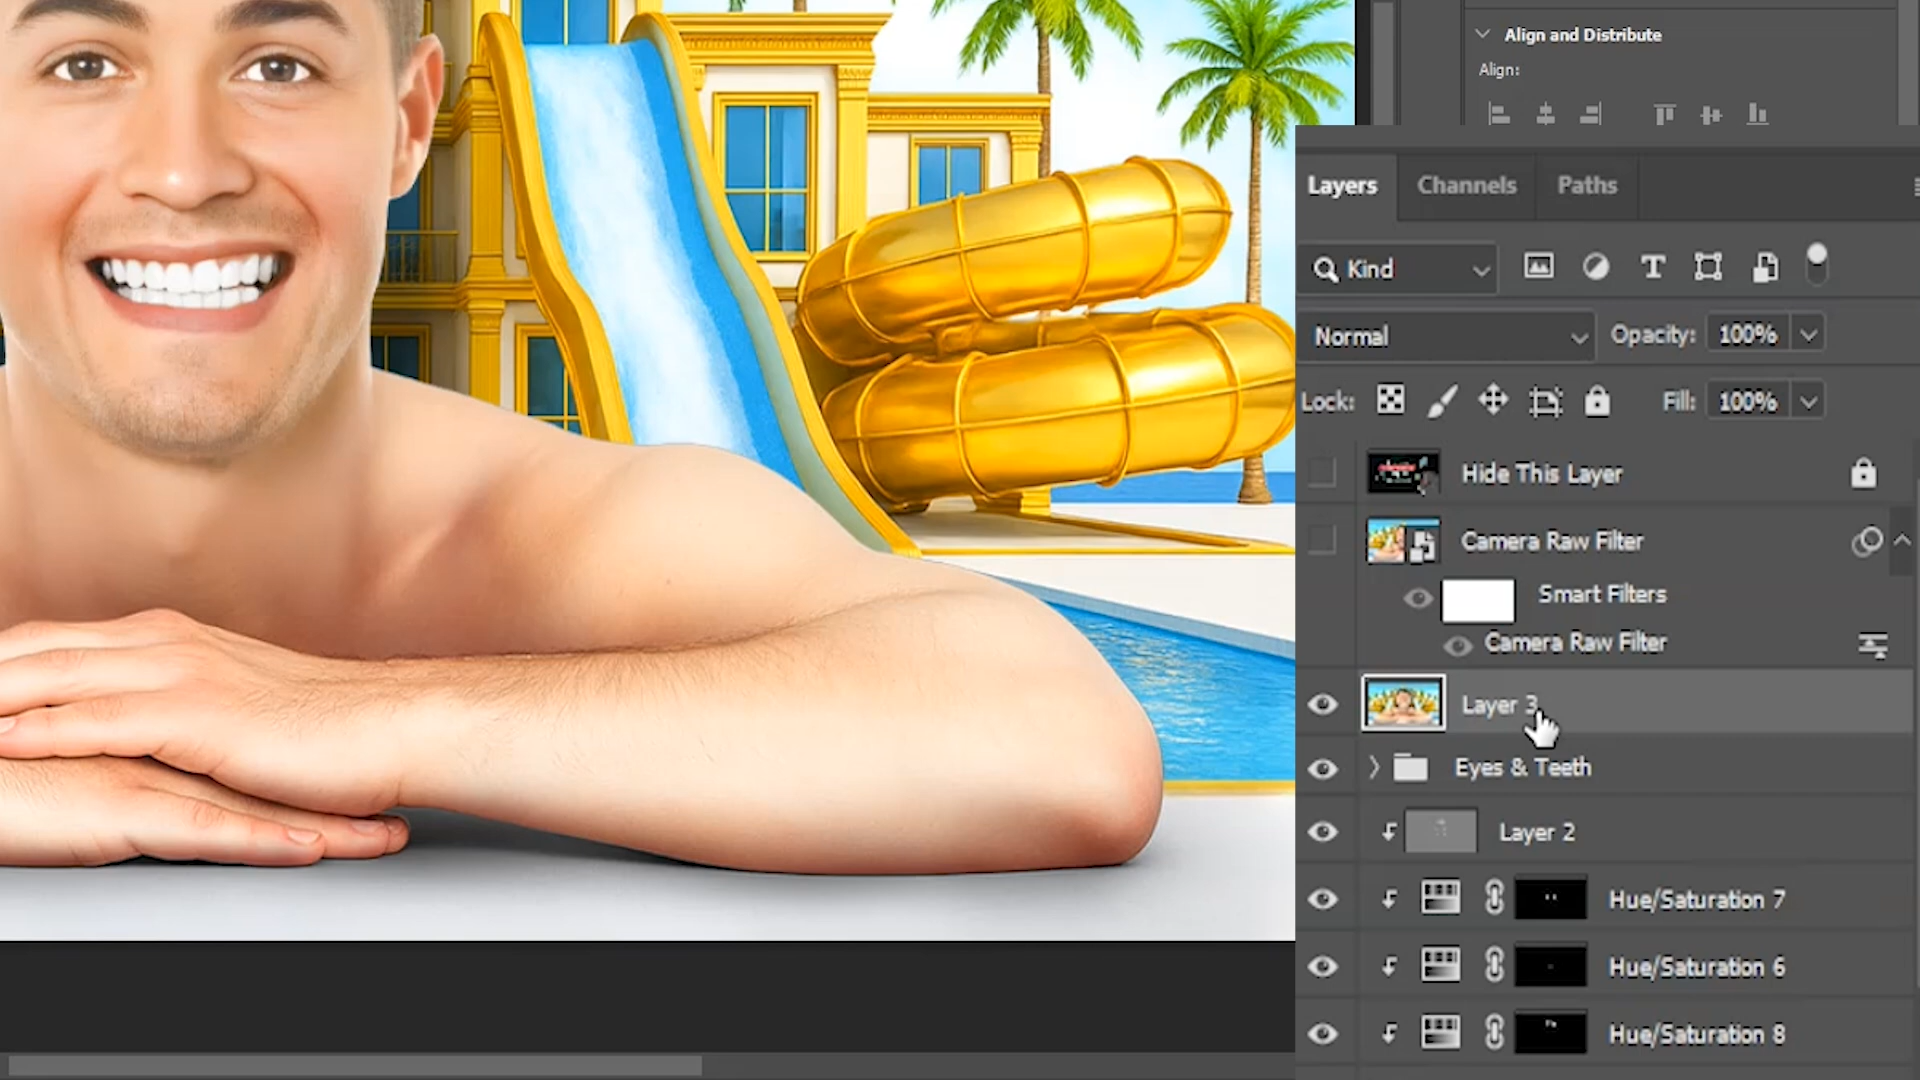 Align and Distribute
Align:
Layers Channels Paths
Kind
Normal Opacity: 100%
Lock: Fill: 100%
Hide This Layer
Camera Raw Filter
Smart Filters
Camera Raw Filter
Layer 3
Eyes & Teeth
Layer 2
Hue/Saturation 7
Hue/Saturation 6
Hue/Saturation 8